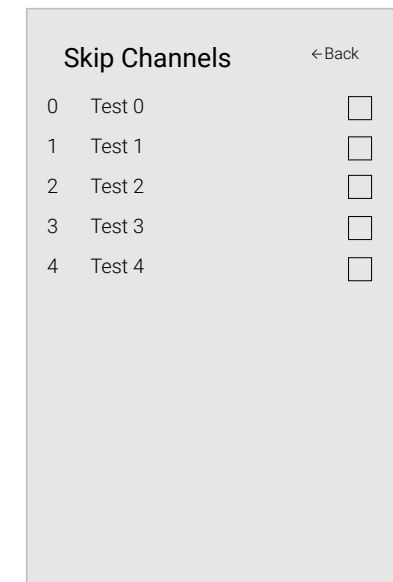 Skip Channels ←Back
0 Test 0
1 Test 1
2 Test 2
3 Test 3
4 Test 4